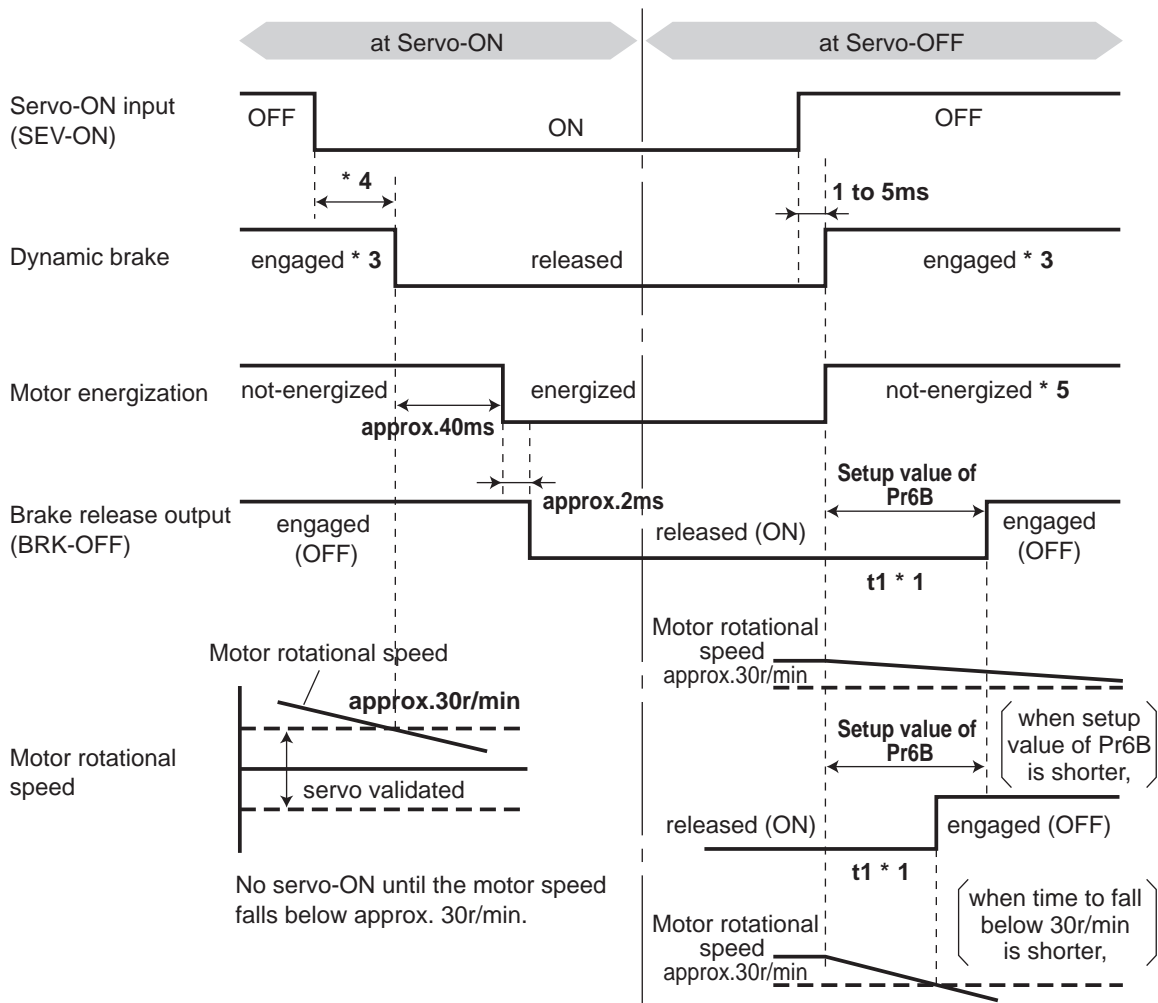 at Servo-ON
at Servo-OFF
Servo-ON input
(SEV-ON)
OFF
ON
OFF
* 4
1 to 5ms
Dynamic brake
engaged * 3
released
engaged * 3
Motor energization
not-energized
energized
not-energized * 5
approx.40ms
approx.2ms
Setup value of
Pr6B
Brake release output
(BRK-OFF)
engaged
(OFF)
released (ON)
engaged
(OFF)
t1 * 1
Motor rotational speed
approx.30r/min
Motor rotational
speed
servo validated
No servo-ON until the motor speed
falls below approx. 30r/min.
Motor rotational
speed
approx.30r/min
Setup value of
Pr6B
when setup
value of Pr6B
is shorter,
released (ON)
engaged (OFF)
t1 * 1
Motor rotational
speed
approx.30r/min
when time to fall
below 30r/min
is shorter,